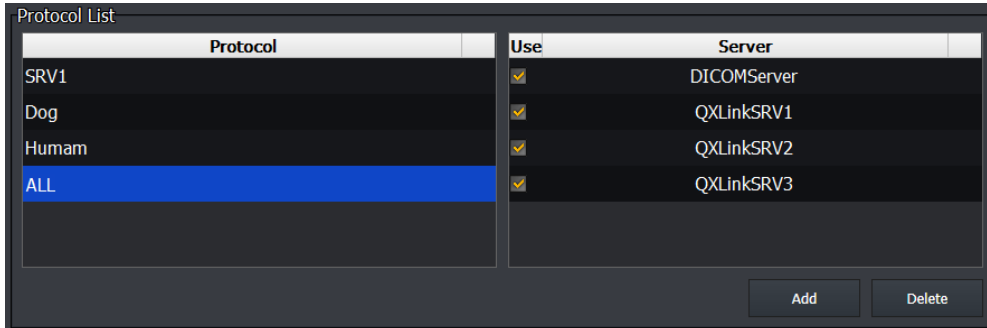 Protocol List
Protocol Use Server
SRV1 DICOMServer
Dog QXLinkSRV1
Humam QXLinkSRV2
ALL QXLinkSRV3
Add Delete